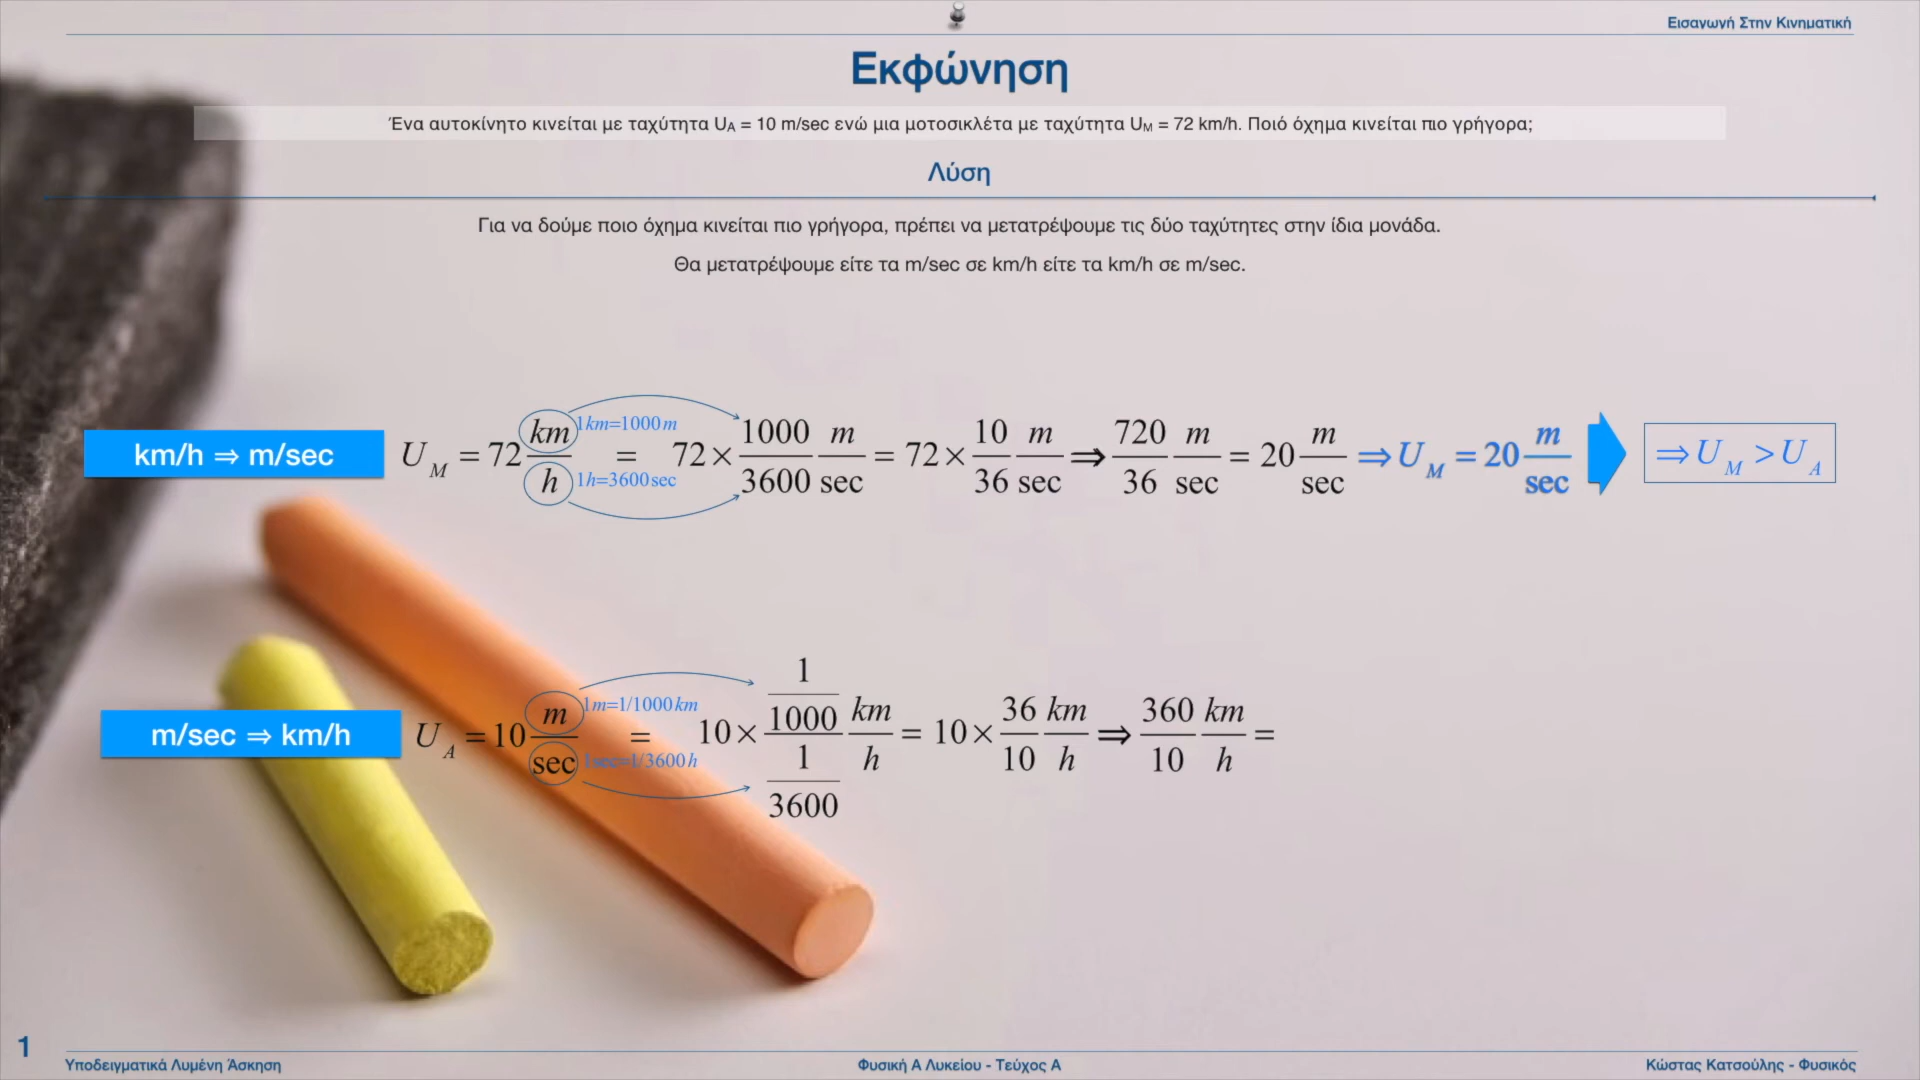 Εισαγωγή Στην Κινηματική
Εκφώνηση
Ένα αυτοκίνητο κινείται με ταχύτητα U_A = 10 m/sec ενώ μια μοτοσικλέτα με ταχύτητα U_M = 72 km/h. Ποιό όχημα κινείται πιο γρήγορα;
Λύση
Για να δούμε ποιο όχημα κινείται πιο γρήγορα, πρέπει να μετατρέψουμε τις δύο ταχύτητες στην ίδια μονάδα.
Θα μετατρέψουμε είτε τα m/sec σε km/h είτε τα km/h σε m/sec.
km/h ⇒ m/sec U_M = 72 km/h = (1km=1000m, 1h=3600sec) 72 × 1000/3600 m/sec = 72 × 10/36 m/sec ⇒ 720/36 m/sec = 20 m/sec ⇒ U_M = 20 m/sec ⇒ U_M > U_A
m/sec ⇒ km/h U_A = 10 m/sec = (1m=1/1000km, 1sec=1/3600h) 10 × (1/1000)/(1/3600) km/h = 10 × 36/10 km/h ⇒ 360/10 km/h =
1
Υποδειγματικά Λυμένη Άσκηση
Φυσική Α Λυκείου - Τεύχος Α
Κώστας Κατσούλης - Φυσικός